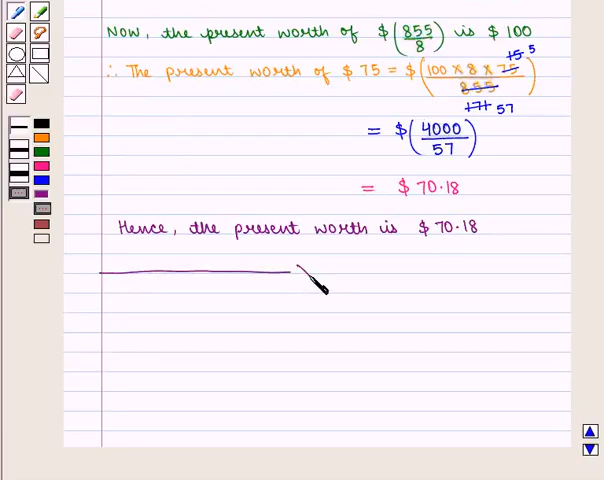 Now, the present worth of $(855/8) is $ 100
∴ The present worth of $ 75 = $(100 × 8 × 75 15 5 / 855 171 57)
= $(4000/57)
= $ 70.18
Hence, the present worth is $ 70.18